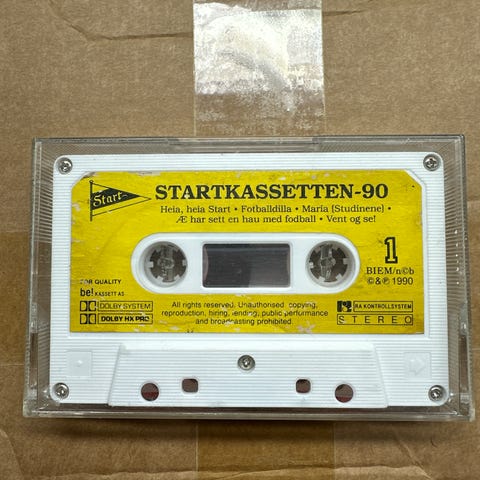 Start
STARTKASSETTEN-90
Heia, heia Start • Fotballdilla • Maria (Studinene) •
Æ har sett en hau med fodball • Vent og se!
1
BIEM/n©b
©&℗ 1990
FOR QUALITY
be! KASSETT AS
DOLBY SYSTEM
DOLBY HX PRO
All rights reserved. Unauthorised copying,
reproduction, hiring, lending, public performance
and broadcasting prohibited.
RA KONTROLLSYSTEM
STEREO